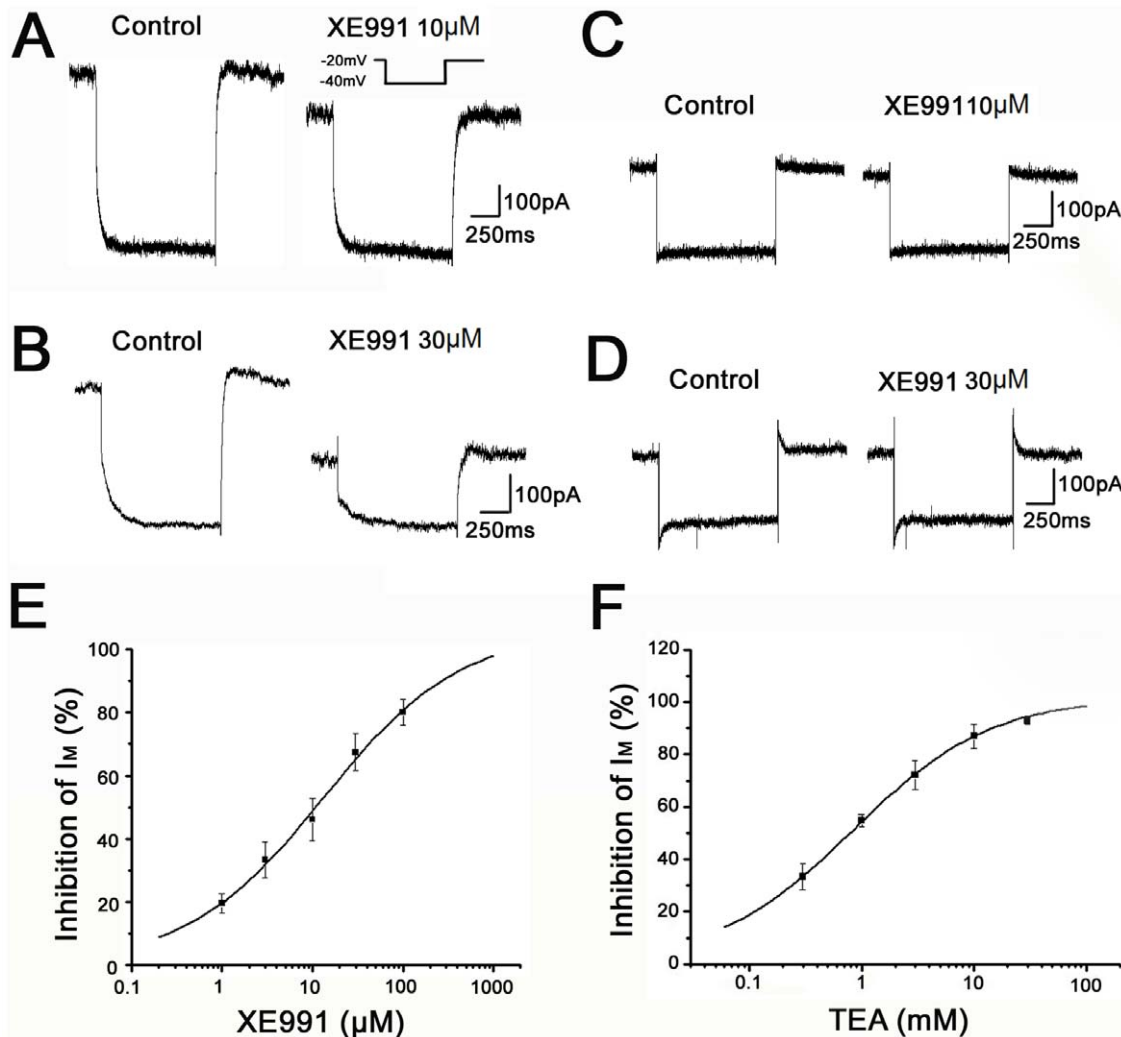 A
Control
XE991 10μM
-20mV
-40mV
100pA
250ms
C
Control
XE99110μM
100pA
250ms
B
Control
XE991 30μM
100pA
250ms
D
Control
XE991 30μM
100pA
250ms
E
100
80
60
40
20
0
0.1 1 10 100 1000
Inhibition of IM (%)
XE991 (μM)
F
120
100
80
60
40
20
0
0.1 1 10 100
Inhibition of IM (%)
TEA (mM)